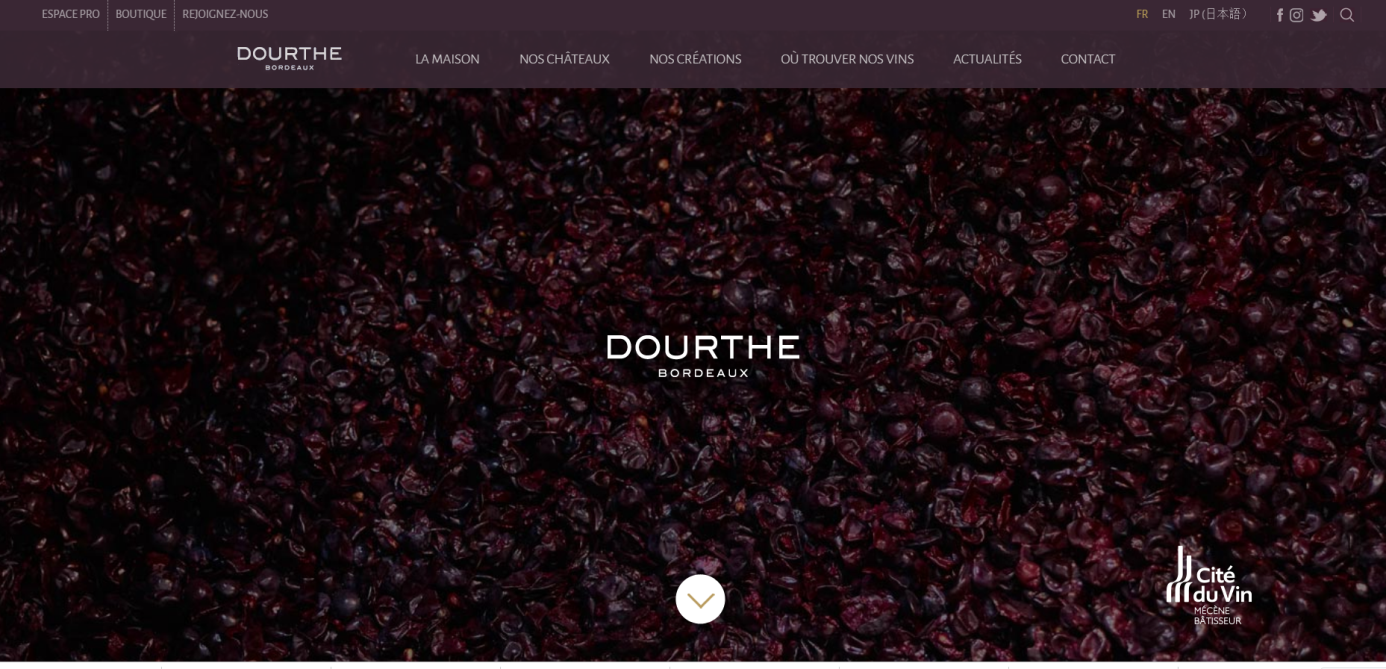 ESPACE PRO BOUTIQUE REJOIGNEZ-NOUS FR EN JP (日本語)
DOURTHE
BORDEAUX
LA MAISON NOS CHÂTEAUX NOS CRÉATIONS OÙ TROUVER NOS VINS ACTUALITÉS CONTACT
DOURTHE
BORDEAUX
Cité
du Vin
MÉCÈNE
BÂTISSEUR